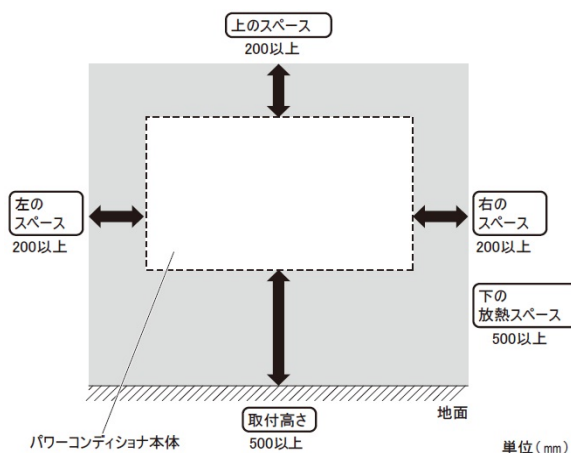 上のスペース
200以上
左の
スペース
200以上
右の
スペース
200以上
下の
放熱スペース
500以上
地面
取付高さ
500以上
パワーコンディショナ本体
単位(mm)